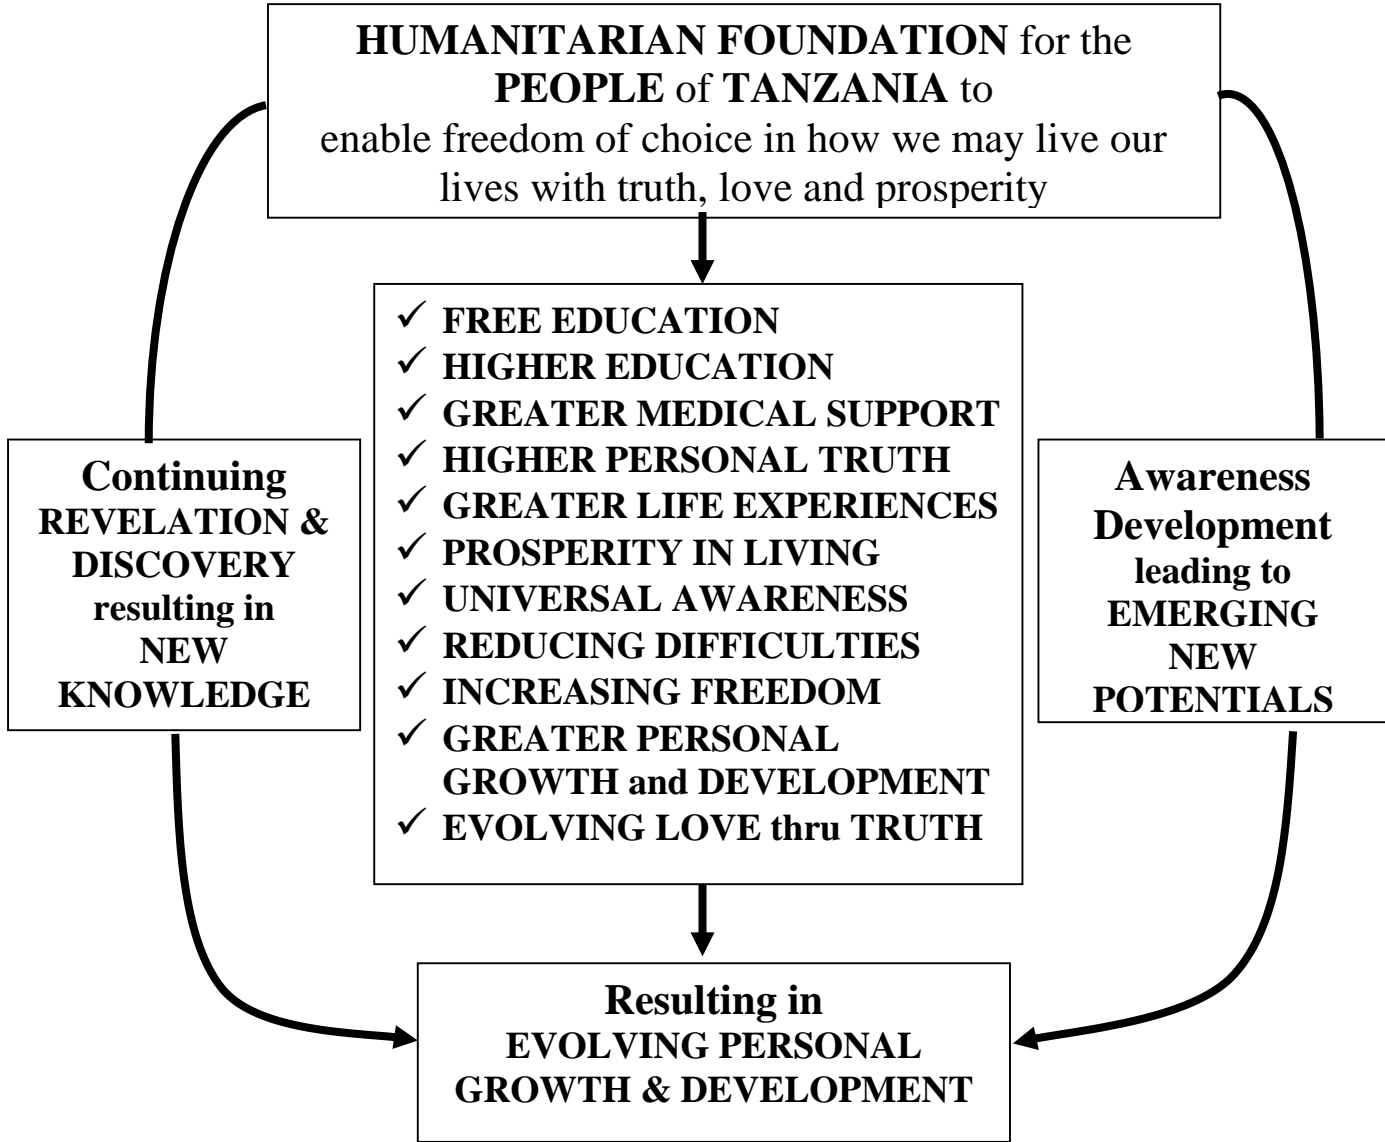 HUMANITARIAN FOUNDATION for the
PEOPLE of TANZANIA to
enable freedom of choice in how we may live our
lives with truth, love and prosperity
✓ FREE EDUCATION
✓ HIGHER EDUCATION
✓ GREATER MEDICAL SUPPORT
✓ HIGHER PERSONAL TRUTH
✓ GREATER LIFE EXPERIENCES
✓ PROSPERITY IN LIVING
✓ UNIVERSAL AWARENESS
✓ REDUCING DIFFICULTIES
✓ INCREASING FREEDOM
✓ GREATER PERSONAL
GROWTH and DEVELOPMENT
✓ EVOLVING LOVE thru TRUTH
Continuing
REVELATION &
DISCOVERY
resulting in
NEW
KNOWLEDGE
Awareness
Development
leading to
EMERGING
NEW
POTENTIALS
Resulting in
EVOLVING PERSONAL
GROWTH & DEVELOPMENT